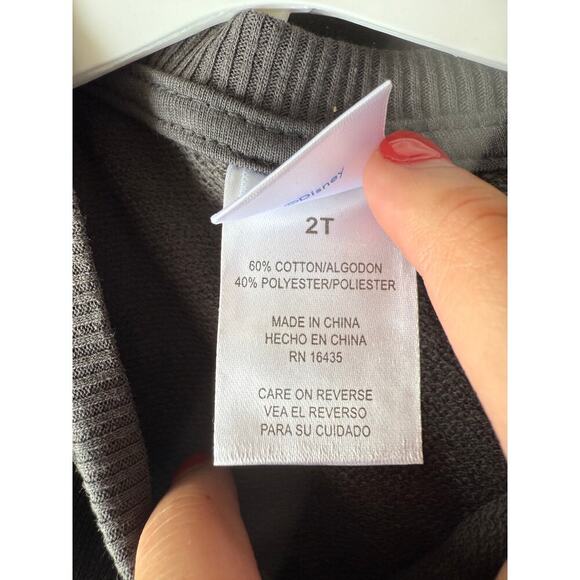 ©Disney
2T
60% COTTON/ALGODON
40% POLYESTER/POLIESTER
MADE IN CHINA
HECHO EN CHINA
RN 16435
CARE ON REVERSE
VEA EL REVERSO
PARA SU CUIDADO